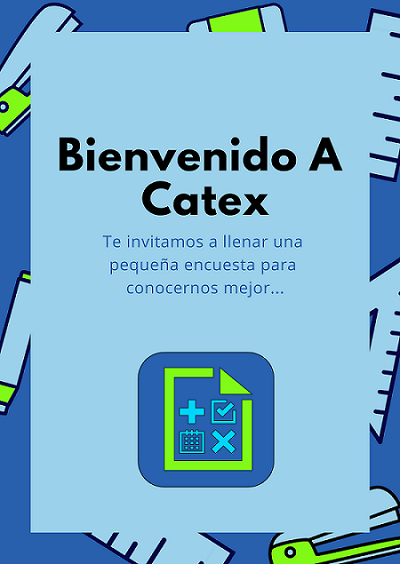 Bienvenido A
Catex
Te invitamos a llenar una
pequeña encuesta para
conocernos mejor...